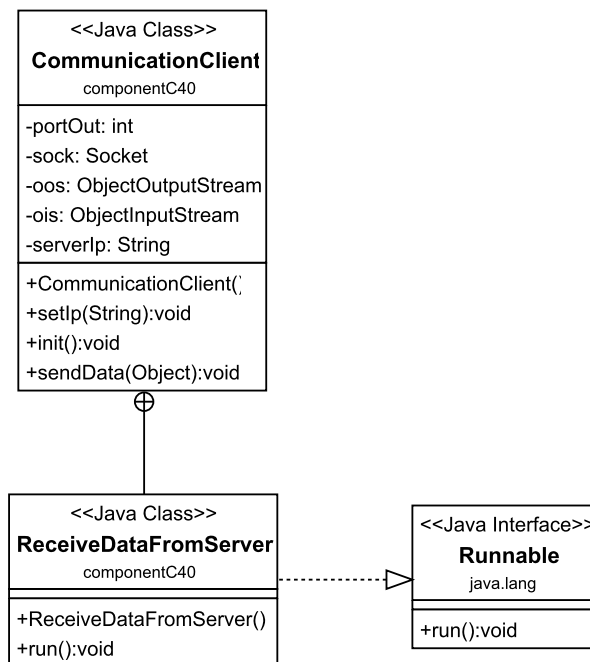 <<Java Class>>
CommunicationClient
componentC40
-portOut: int
-sock: Socket
-oos: ObjectOutputStream
-ois: ObjectInputStream
-serverIp: String
+CommunicationClient()
+setIp(String):void
+init():void
+sendData(Object):void
<<Java Class>>
ReceiveDataFromServer
componentC40
+ReceiveDataFromServer()
+run():void
<<Java Interface>>
Runnable
java.lang
+run():void